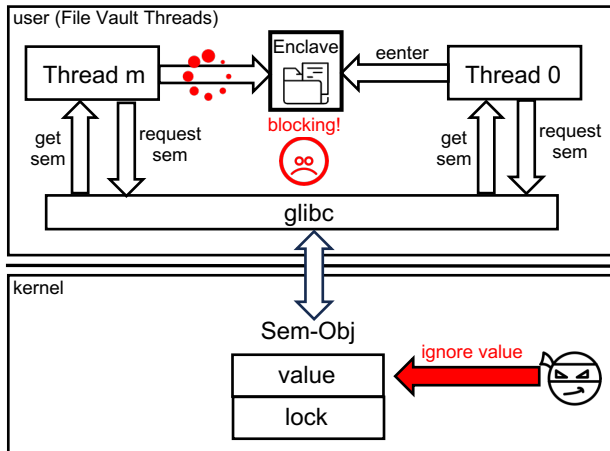 user (File Vault Threads)
Thread m
Enclave
eenter
Thread 0
blocking!
get
sem
request
sem
get
sem
request
sem
glibc
kernel
Sem-Obj
ignore value
value
lock